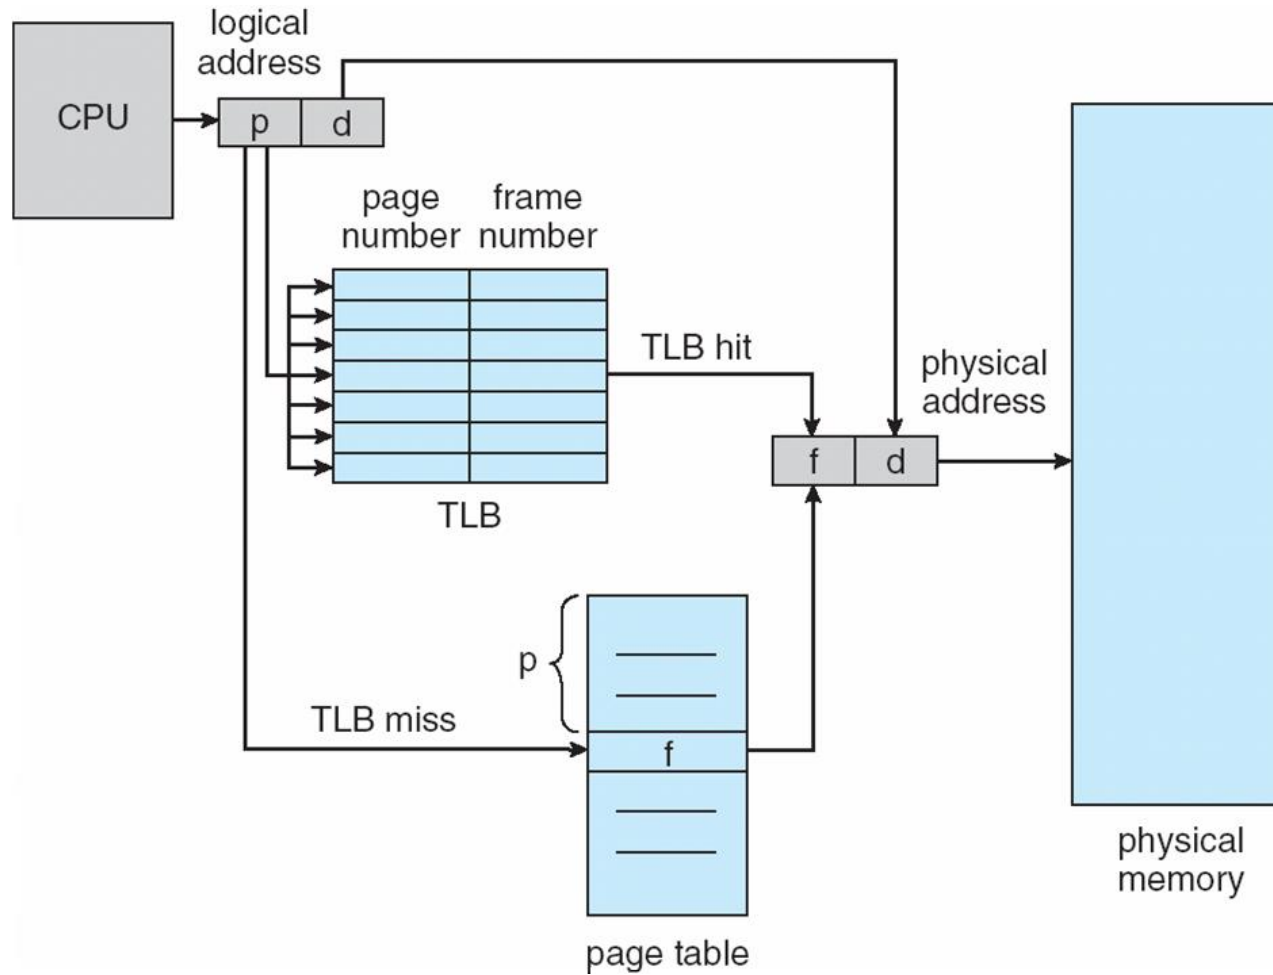 logical
address
CPU
p
d
page
number
frame
number
TLB hit
physical
address
f
d
TLB
p
TLB miss
f
physical
memory
page table